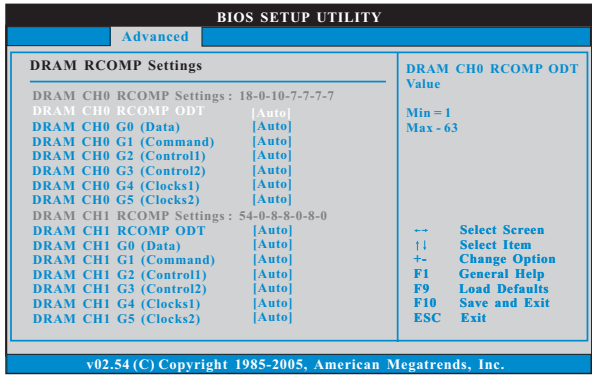 BIOS SETUP UTILITY
Advanced
DRAM RCOMP Settings
DRAM CH0 RCOMP Settings : 18-0-10-7-7-7-7
DRAM CH0 RCOMP ODT [Auto]
DRAM CH0 G0 (Data) [Auto]
DRAM CH0 G1 (Command) [Auto]
DRAM CH0 G2 (Control1) [Auto]
DRAM CH0 G3 (Control2) [Auto]
DRAM CH0 G4 (Clocks1) [Auto]
DRAM CH0 G5 (Clocks2) [Auto]
DRAM CH1 RCOMP Settings : 54-0-8-8-0-8-0
DRAM CH1 RCOMP ODT [Auto]
DRAM CH1 G0 (Data) [Auto]
DRAM CH1 G1 (Command) [Auto]
DRAM CH1 G2 (Control1) [Auto]
DRAM CH1 G3 (Control2) [Auto]
DRAM CH1 G4 (Clocks1) [Auto]
DRAM CH1 G5 (Clocks2) [Auto]
DRAM CH0 RCOMP ODT
Value
Min = 1
Max - 63
←→ Select Screen
↑↓ Select Item
+- Change Option
F1 General Help
F9 Load Defaults
F10 Save and Exit
ESC Exit
v02.54 (C) Copyright 1985-2005, American Megatrends, Inc.